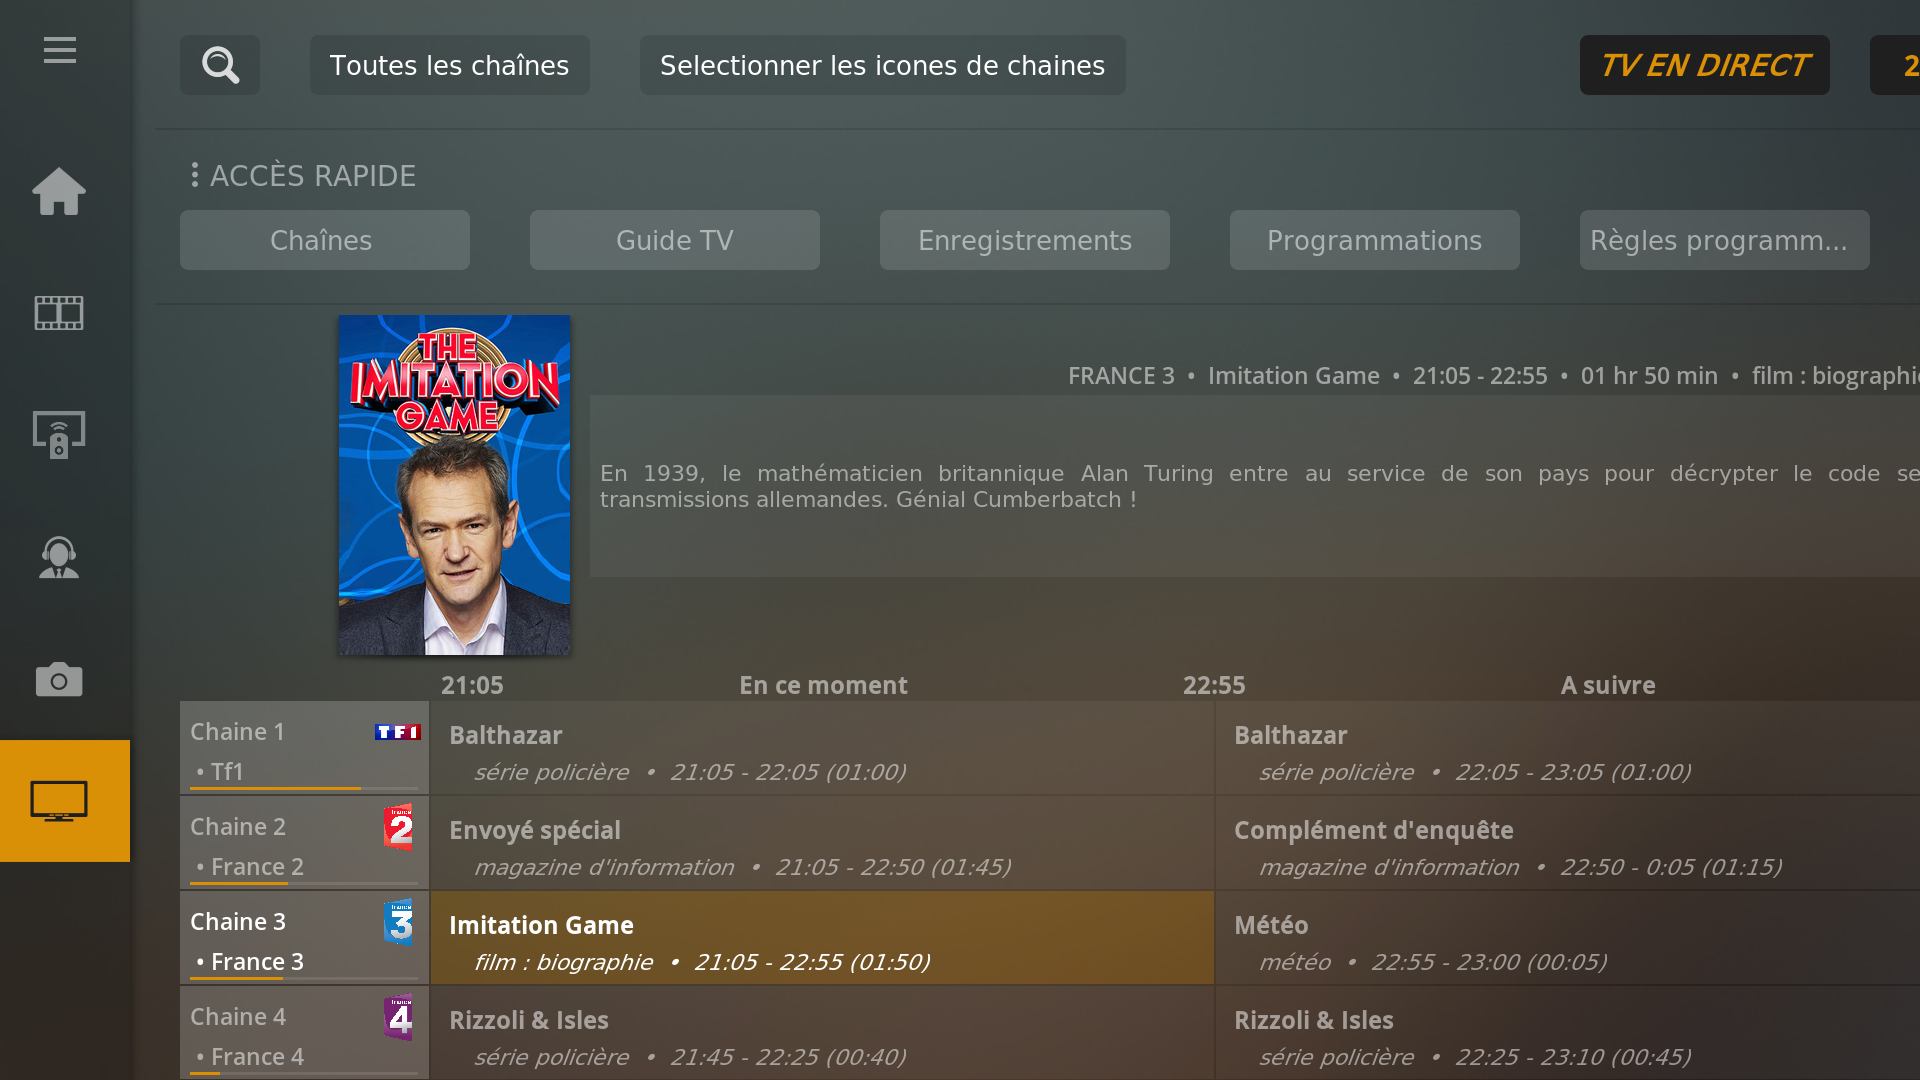 Toutes les chaînes
Selectionner les icones de chaines
TV EN DIRECT
2
ACCÈS RAPIDE
Chaînes
Guide TV
Enregistrements
Programmations
Règles programm...
THE
IMITATION
GAME
FRANCE 3 • Imitation Game • 21:05 - 22:55 • 01 hr 50 min • film : biographie
En 1939, le mathématicien britannique Alan Turing entre au service de son pays pour décrypter le code se
transmissions allemandes. Génial Cumberbatch !
21:05
En ce moment
22:55
A suivre
Chaine 1
TF1
• Tf1
Balthazar
série policière • 21:05 - 22:05 (01:00)
Balthazar
série policière • 22:05 - 23:05 (01:00)
Chaine 2
france
2
• France 2
Envoyé spécial
magazine d'information • 21:05 - 22:50 (01:45)
Complément d'enquête
magazine d'information • 22:50 - 0:05 (01:15)
Chaine 3
france
3
• France 3
Imitation Game
film : biographie • 21:05 - 22:55 (01:50)
Météo
météo • 22:55 - 23:00 (00:05)
Chaine 4
france
4
• France 4
Rizzoli & Isles
série policière • 21:45 - 22:25 (00:40)
Rizzoli & Isles
série policière • 22:25 - 23:10 (00:45)